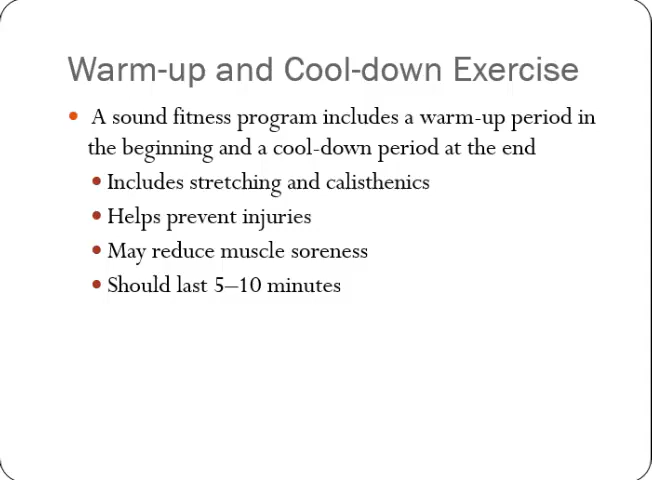 Warm-up and Cool-down Exercise
• A sound fitness program includes a warm-up period in
the beginning and a cool-down period at the end
• Includes stretching and calisthenics
• Helps prevent injuries
• May reduce muscle soreness
• Should last 5–10 minutes